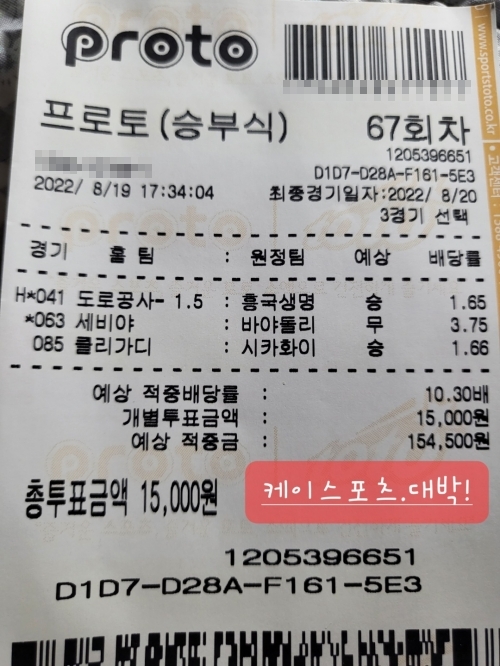 proto
www.sportstoto.co.kr
프로토(승부식) 67회차
1205396651
D1D7-D28A-F161-5E3
2022/ 8/19 17:34:04 최종경기일자:2022/ 8/20
3경기 선택
경기 홈 팀 : 원정팀 예상 배당률
H*041 도로공사- 1.5 : 흥국생명 승 1.65
*063 세비야 : 바야돌리 무 3.75
085 콜리가디 : 시카화이 승 1.66
예상 적중배당률 : 10.30배
개별투표금액 : 15,000원
예상 적중금 : 154,500원
총투표금액 15,000원
케이스포츠.대박!
1205396651
D1D7-D28A-F161-5E3